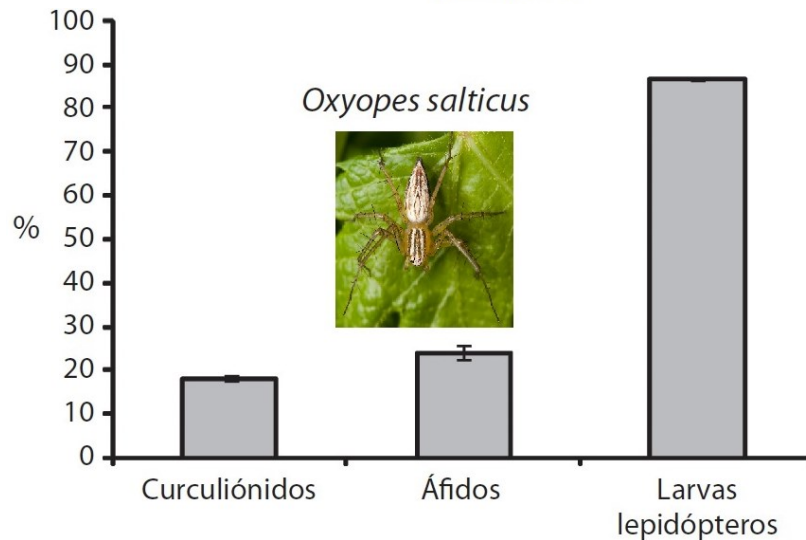 100
90
80
70
60
50
40
30
20
10
0
%
Oxyopes salticus
Curculiónidos
Áfidos
Larvas
lepidópteros